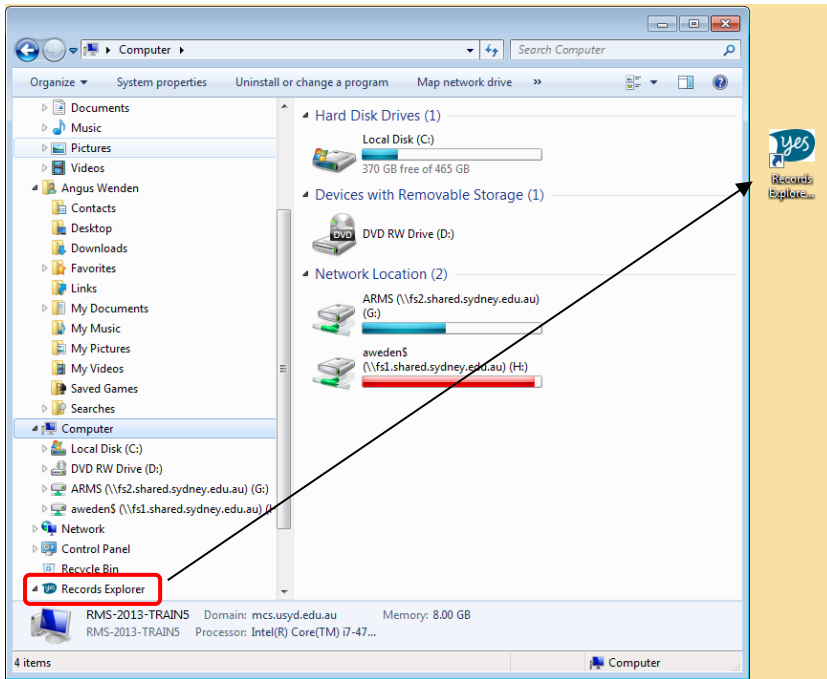 Computer
Search Computer
Organize
System properties
Uninstall or change a program
Map network drive
»
Documents
Music
Pictures
Videos
Angus Wenden
Contacts
Desktop
Downloads
Favorites
Links
My Documents
My Music
My Pictures
My Videos
Saved Games
Searches
Computer
Local Disk (C:)
DVD RW Drive (D:)
ARMS (\\fs2.shared.sydney.edu.au) (G:)
aweden$ (\\fs1.shared.sydney.edu.au) (
Network
Control Panel
Recycle Bin
yes Records Explorer
Hard Disk Drives (1)
Local Disk (C:)
370 GB free of 465 GB
Devices with Removable Storage (1)
DVD
DVD RW Drive (D:)
Network Location (2)
ARMS (\\fs2.shared.sydney.edu.au)
(G:)
aweden$
(\\fs1.shared.sydney.edu.au) (H:)
yes
Records
Explore...
RMS-2013-TRAIN5 Domain: mcs.usyd.edu.au Memory: 8.00 GB
RMS-2013-TRAIN5 Processor: Intel(R) Core(TM) i7-47...
4 items
Computer